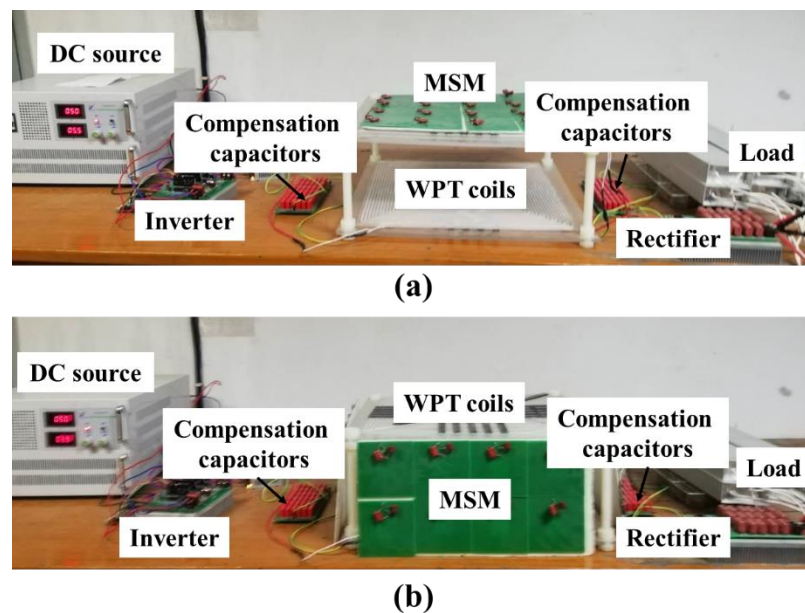 DC source
MSM
Compensation
capacitors
Compensation
capacitors
Load
WPT coils
Inverter
Rectifier
(a)
DC source
WPT coils
Compensation
capacitors
Compensation
capacitors
Load
MSM
Inverter
Rectifier
(b)